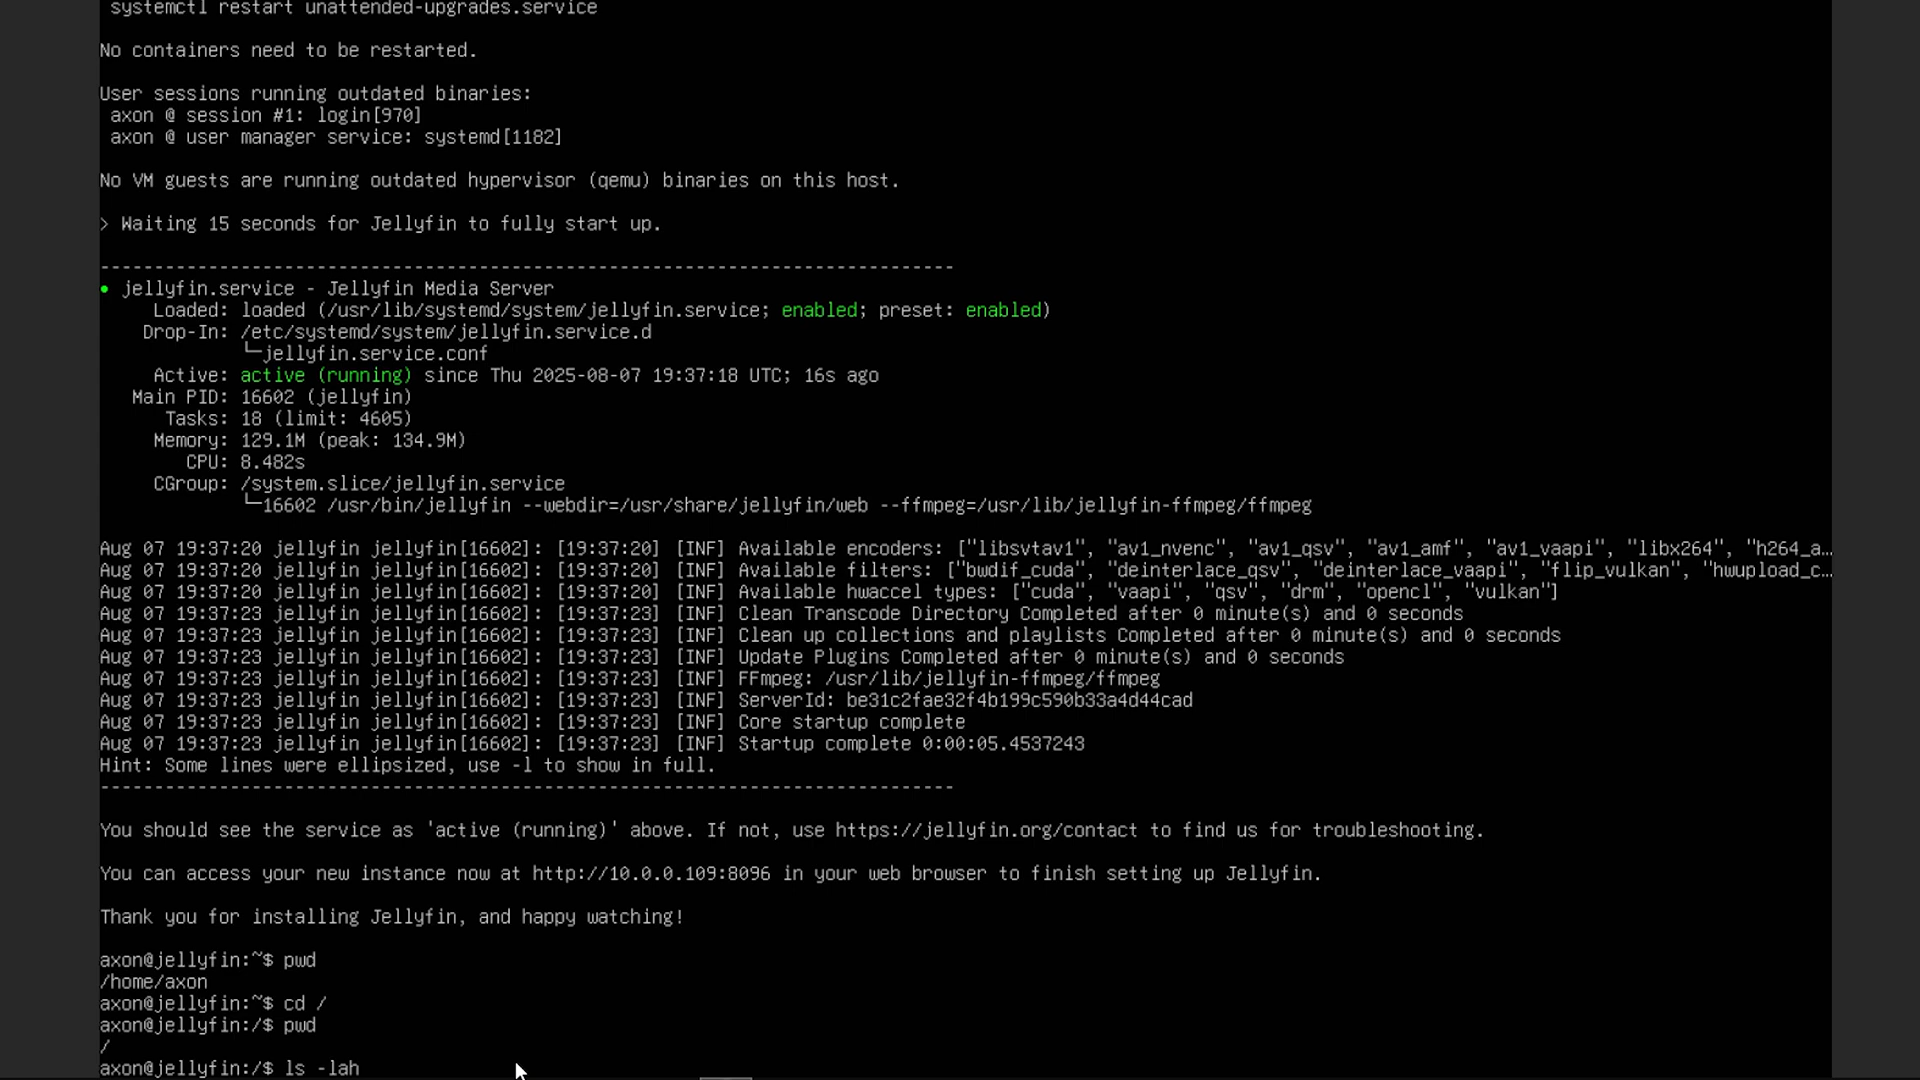 systemctl restart unattended-upgrades.service
No containers need to be restarted.
User sessions running outdated binaries:
axon @ session #1: login[970]
axon @ user manager service: systemd[1182]
No VM guests are running outdated hypervisor (qemu) binaries on this host.
> Waiting 15 seconds for Jellyfin to fully start up.
-------------------------------------------------------------------------------
● jellyfin.service - Jellyfin Media Server
Loaded: loaded (/usr/lib/systemd/system/jellyfin.service; enabled; preset: enabled)
Drop-In: /etc/systemd/system/jellyfin.service.d
└─jellyfin.service.conf
Active: active (running) since Thu 2025-08-07 19:37:18 UTC; 16s ago
Main PID: 16602 (jellyfin)
Tasks: 18 (limit: 4605)
Memory: 129.1M (peak: 134.9M)
CPU: 8.482s
CGroup: /system.slice/jellyfin.service
└─16602 /usr/bin/jellyfin --webdir=/usr/share/jellyfin/web --ffmpeg=/usr/lib/jellyfin-ffmpeg/ffmpeg
Aug 07 19:37:20 jellyfin jellyfin[16602]: [19:37:20] [INF] Available encoders: ["libsvtav1", "av1_nvenc", "av1_qsv", "av1_amf", "av1_vaapi", "libx264", "h264_a…
Aug 07 19:37:20 jellyfin jellyfin[16602]: [19:37:20] [INF] Available filters: ["bwdif_cuda", "deinterlace_qsv", "deinterlace_vaapi", "flip_vulkan", "hwupload_c…
Aug 07 19:37:20 jellyfin jellyfin[16602]: [19:37:20] [INF] Available hwaccel types: ["cuda", "vaapi", "qsv", "drm", "opencl", "vulkan"]
Aug 07 19:37:23 jellyfin jellyfin[16602]: [19:37:23] [INF] Clean Transcode Directory Completed after 0 minute(s) and 0 seconds
Aug 07 19:37:23 jellyfin jellyfin[16602]: [19:37:23] [INF] Clean up collections and playlists Completed after 0 minute(s) and 0 seconds
Aug 07 19:37:23 jellyfin jellyfin[16602]: [19:37:23] [INF] Update Plugins Completed after 0 minute(s) and 0 seconds
Aug 07 19:37:23 jellyfin jellyfin[16602]: [19:37:23] [INF] FFmpeg: /usr/lib/jellyfin-ffmpeg/ffmpeg
Aug 07 19:37:23 jellyfin jellyfin[16602]: [19:37:23] [INF] ServerId: be31c2fae32f4b199c590b33a4d44cad
Aug 07 19:37:23 jellyfin jellyfin[16602]: [19:37:23] [INF] Core startup complete
Aug 07 19:37:23 jellyfin jellyfin[16602]: [19:37:23] [INF] Startup complete 0:00:05.4537243
Hint: Some lines were ellipsized, use -l to show in full.
-------------------------------------------------------------------------------
You should see the service as 'active (running)' above. If not, use https://jellyfin.org/contact to find us for troubleshooting.
You can access your new instance now at http://10.0.0.109:8096 in your web browser to finish setting up Jellyfin.
Thank you for installing Jellyfin, and happy watching!
axon@jellyfin:~$ pwd
/home/axon
axon@jellyfin:~$ cd /
axon@jellyfin:/$ pwd
/
axon@jellyfin:/$ ls -lah